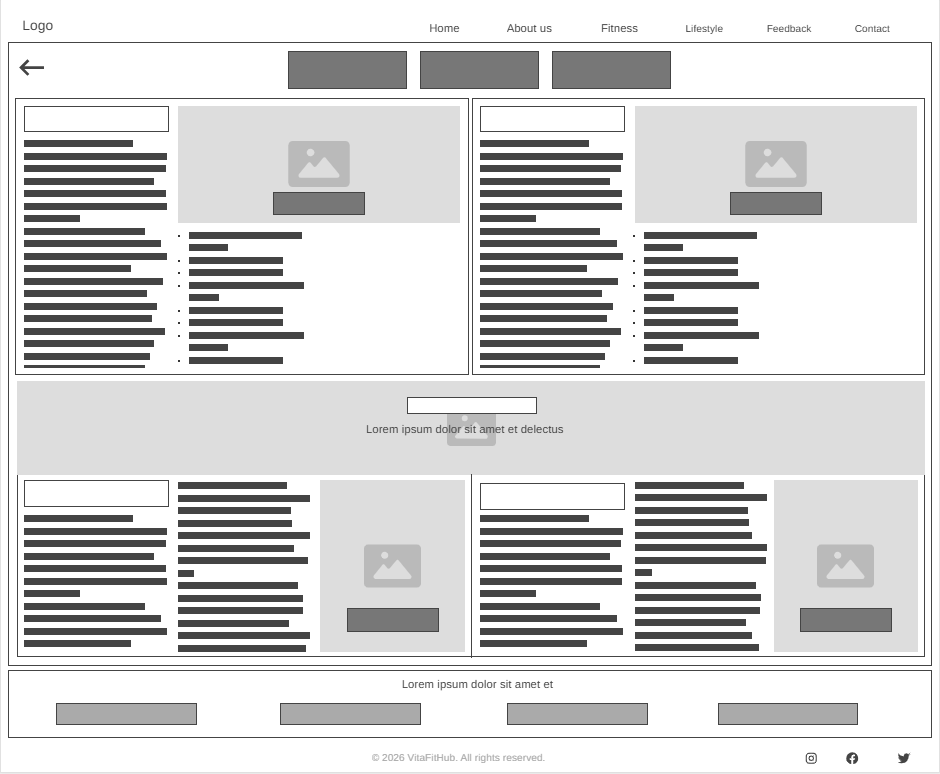 Logo
Home About us Fitness Lifestyle Feedback Contact
Lorem ipsum dolor sit amet et delectus
Lorem ipsum dolor sit amet et
© 2026 VitaFitHub. All rights reserved.